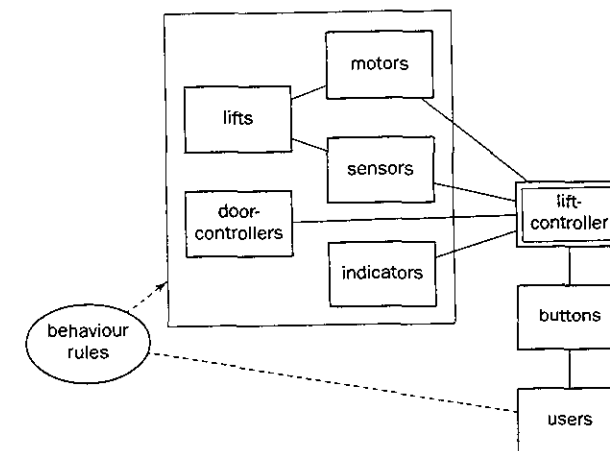 motors
lifts
sensors
door-
controllers
lift-
controller
indicators
buttons
behaviour
rules
users